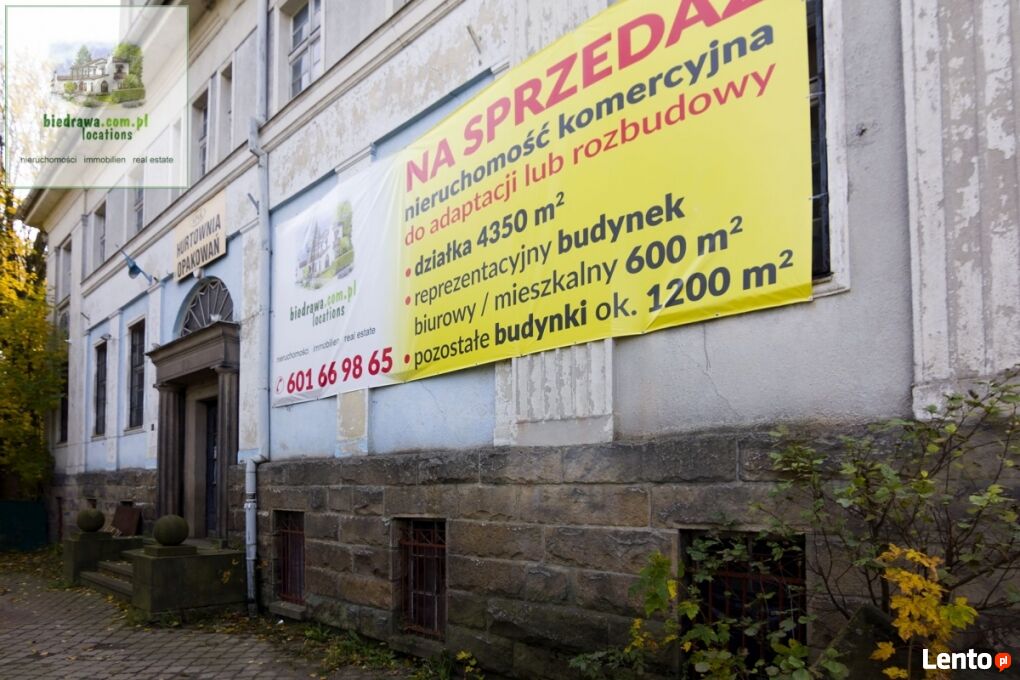 biedrawa.com.pl
locations
nieruchomości immobilien real estate
HURTOWNIA
OPAKOWAŃ
biedrawa.com.pl
locations
nieruchomości immobilien real estate
✆ 601 66 98 65
NA SPRZEDAŻ
nieruchomość komercyjna
do adaptacji lub rozbudowy
• działka 4350 m²
• reprezentacyjny budynek
biurowy / mieszkalny 600 m²
• pozostałe budynki ok. 1200 m²
Lento.pl